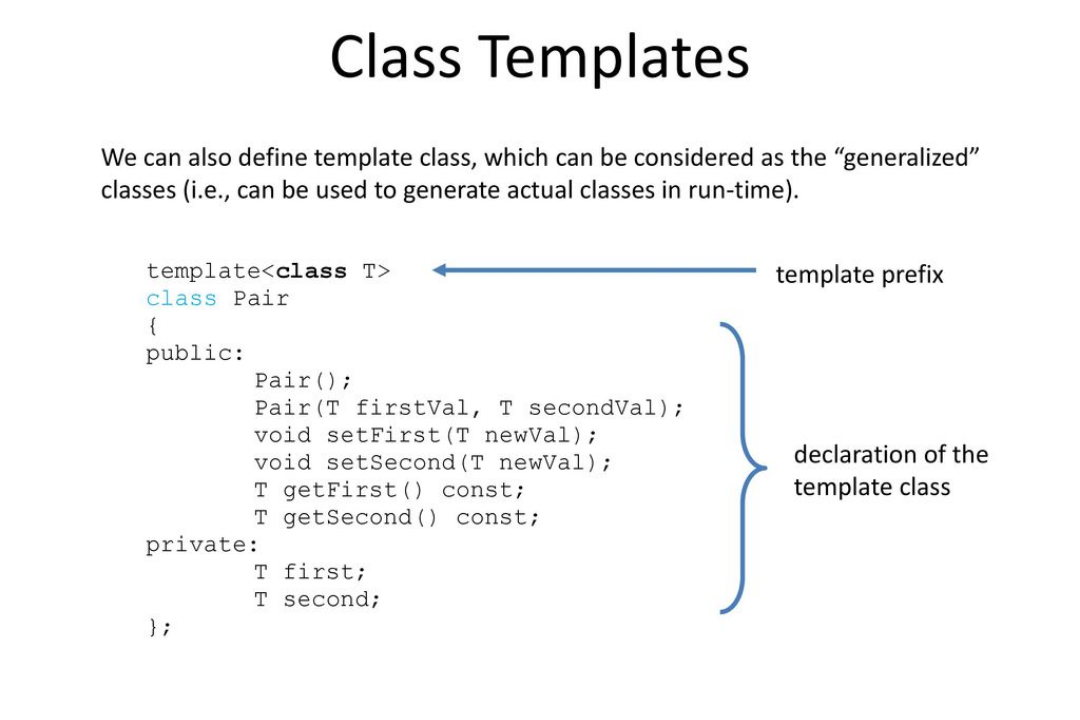 Class Templates
We can also define template class, which can be considered as the “generalized”
classes (i.e., can be used to generate actual classes in run-time).
template<class T>
template prefix
class Pair
{
public:
Pair();
Pair(T firstVal, T secondVal);
void setFirst(T newVal);
void setSecond(T newVal);
T getFirst() const;
T getSecond() const;
private:
T first;
T second;
};
declaration of the
template class